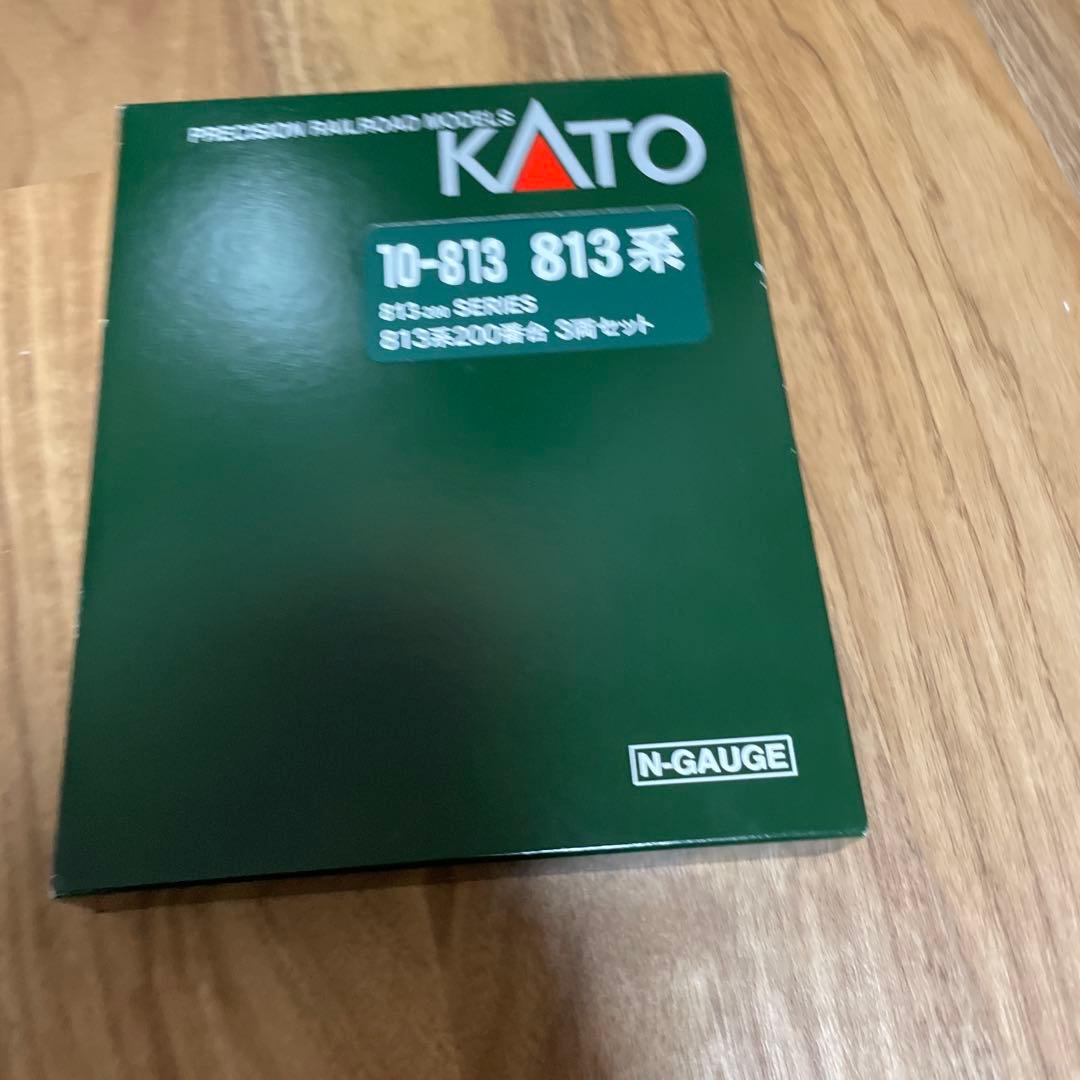 PRECISION RAILROAD MODELS
KATO
10-813 813系
813-200 SERIES
813系200番台 3両セット
N-GAUGE